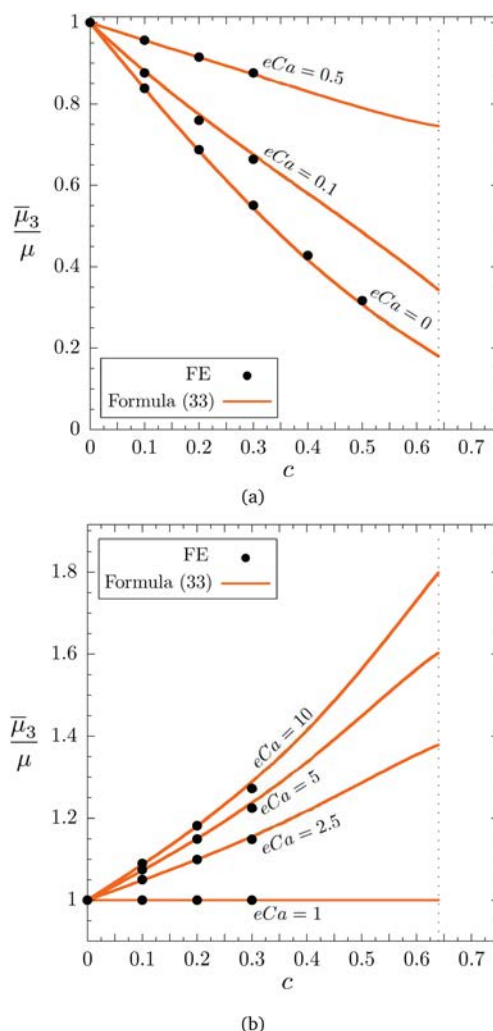 1
0.8
0.6
0.4
0.2
0
μ̅₃
μ
eCa = 0.5
eCa = 0.1
eCa = 0
FE
Formula (33)
0 0.1 0.2 0.3 0.4 0.5 0.6 0.7
c
(a)
1.8
1.6
1.4
1.2
1
μ̅₃
μ
FE
Formula (33)
eCa = 10
eCa = 5
eCa = 2.5
eCa = 1
0 0.1 0.2 0.3 0.4 0.5 0.6 0.7
c
(b)